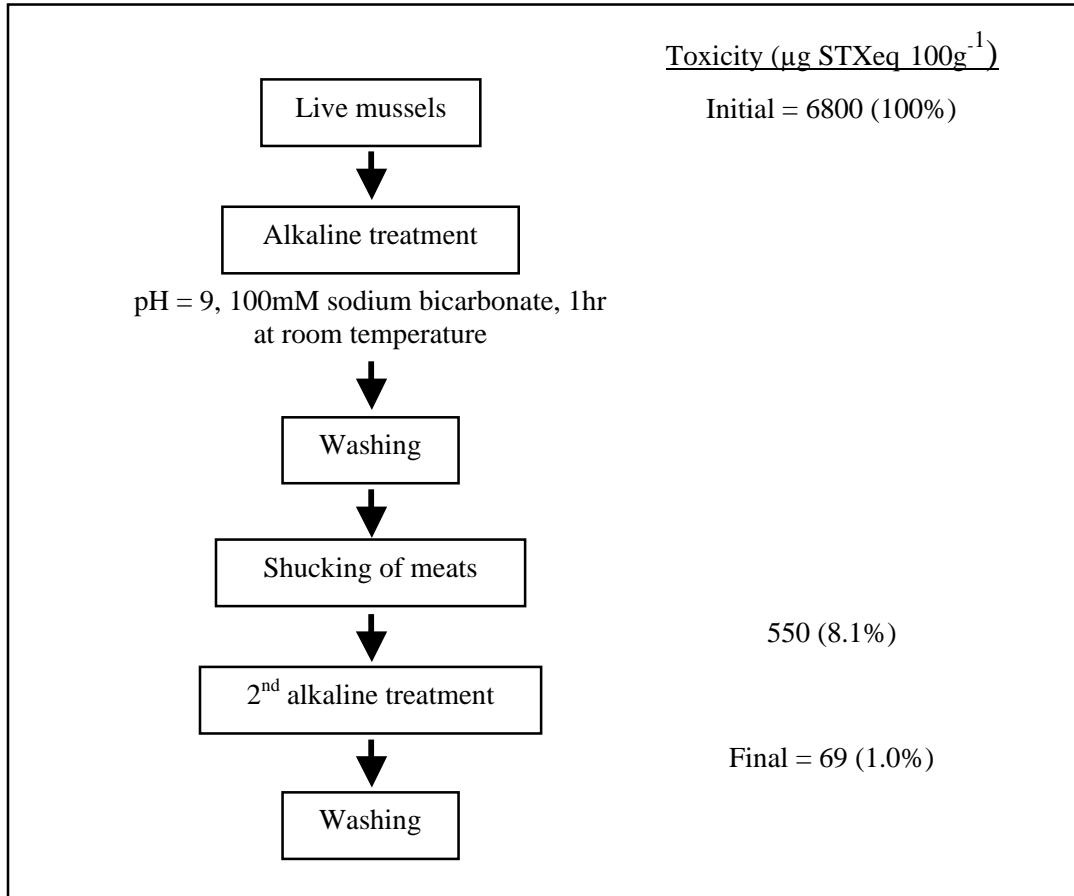 Toxicity (µg STXeq 100g⁻¹)
Live mussels
Initial = 6800 (100%)
Alkaline treatment
pH = 9, 100mM sodium bicarbonate, 1hr
at room temperature
Washing
Shucking of meats
550 (8.1%)
2ⁿᵈ alkaline treatment
Final = 69 (1.0%)
Washing